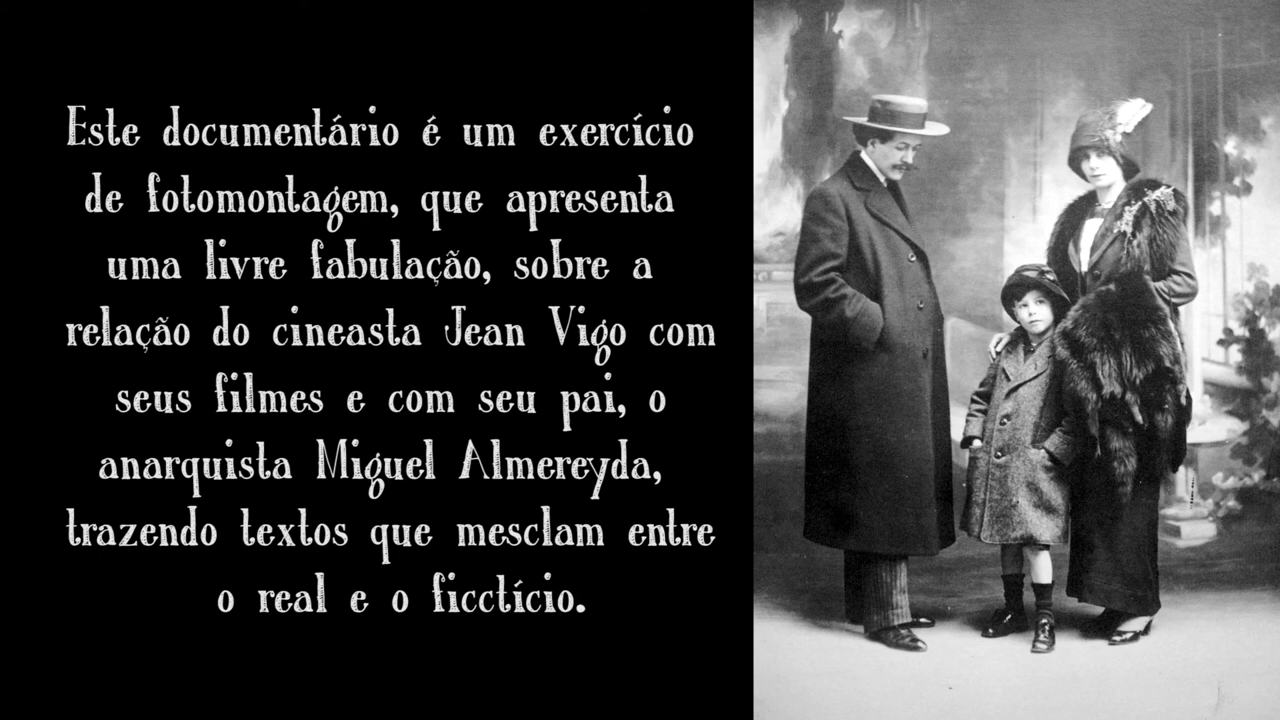 Este documentário é um exercício
de fotomontagem, que apresenta
uma livre fabulação, sobre a
relação do cineasta Jean Vigo com
seus filmes e com seu pai, o
anarquista Miguel Almereyda,
trazendo textos que mesclam entre
o real e o ficctício.